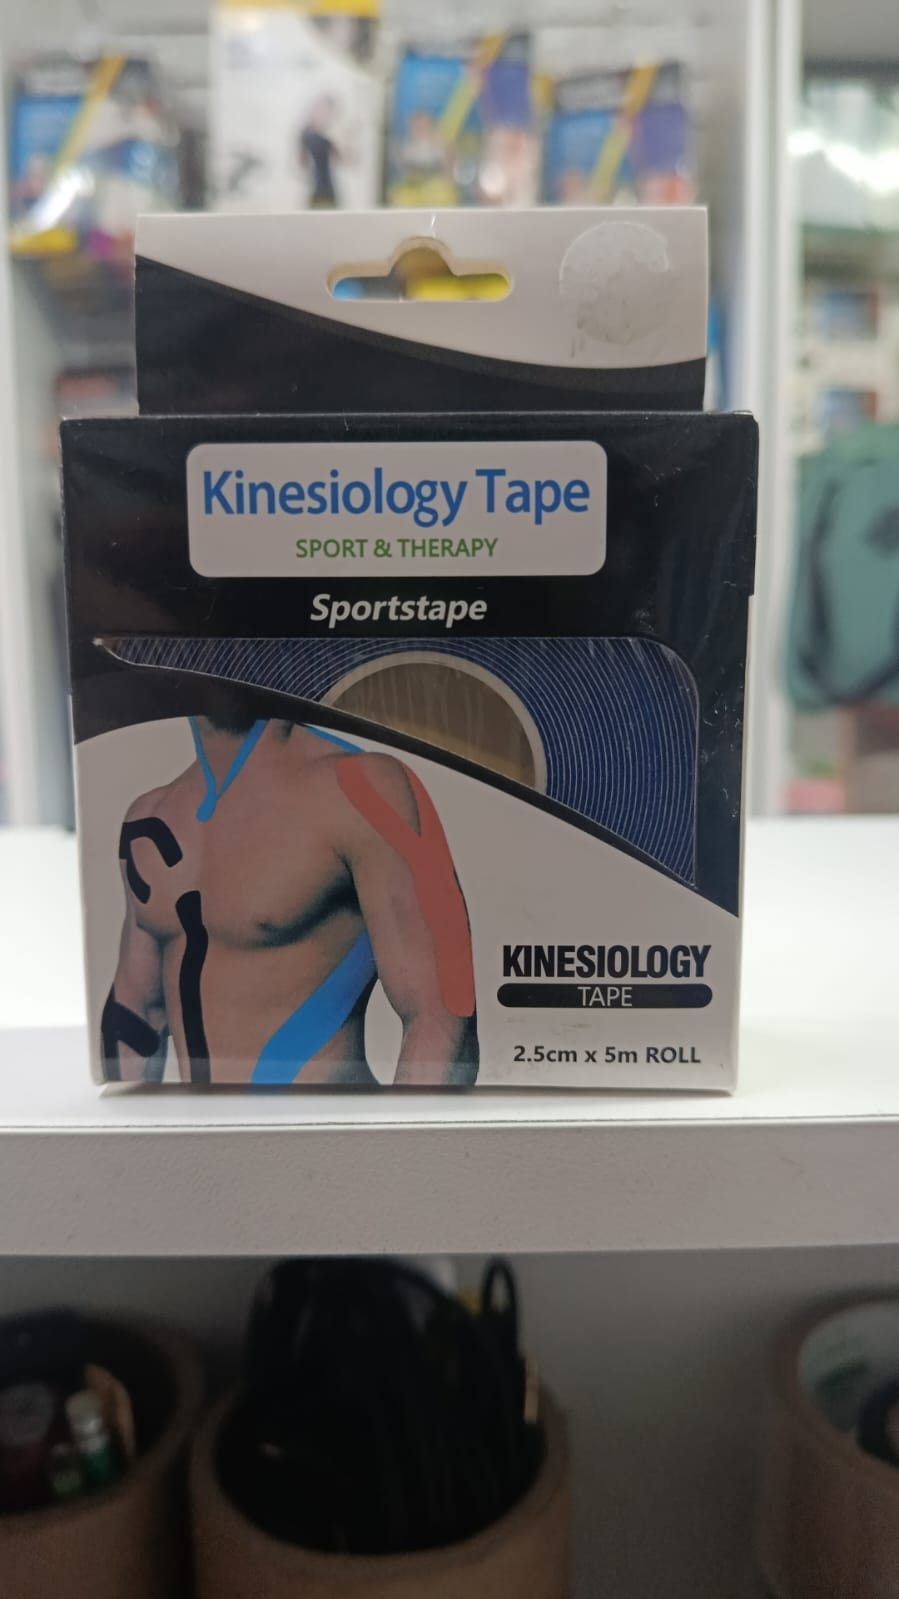 Kinesiology Tape
SPORT & THERAPY
Sportstape
KINESIOLOGY
TAPE
2.5cm x 5m ROLL